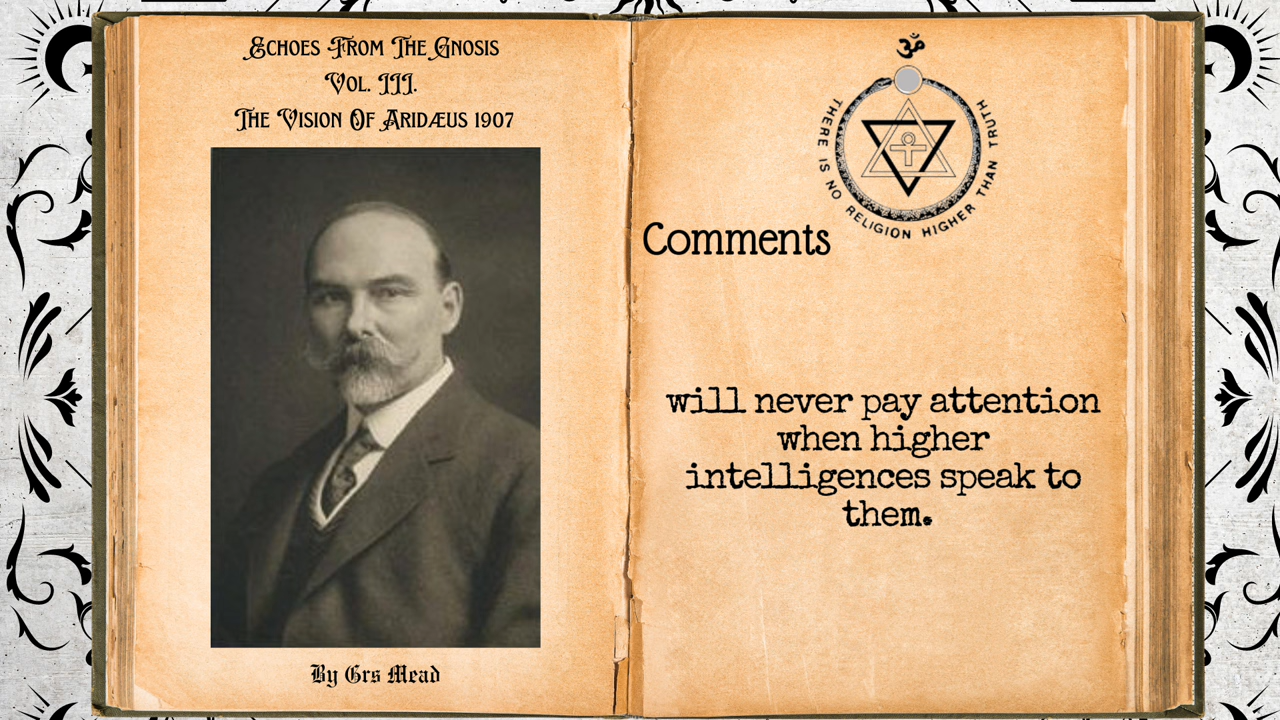 Echoes From The Gnosis
Vol. III.
The Vision Of Aridæus 1907
By Grs Mead
ॐ
THERE IS NO RELIGION HIGHER THAN TRUTH
Comments
will never pay attention
when higher
intelligences speak to
them.